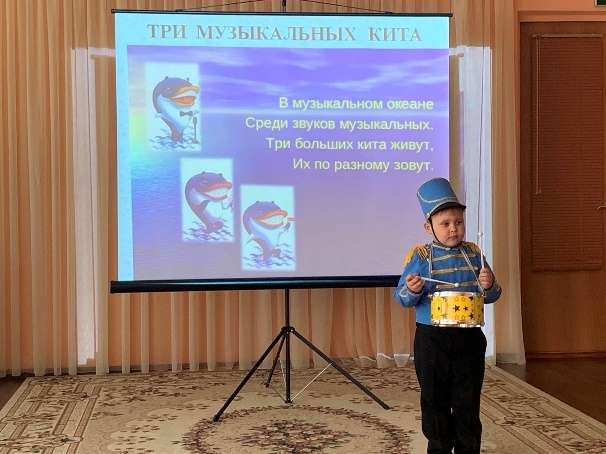 ТРИ МУЗЫКАЛЬНЫХ КИТА
В музыкальном океане
Среди звуков музыкальных.
Три больших кита живут,
Их по разному зовут.